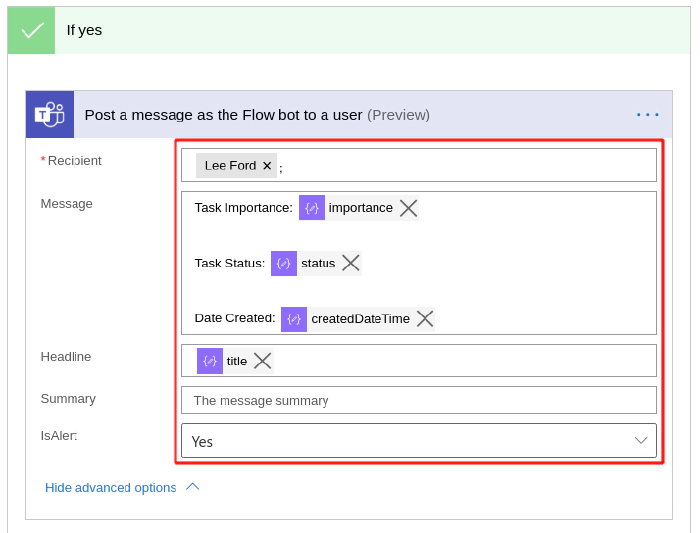 If yes
T
Post a message as the Flow bot to a user (Preview) ...
* Recipient
Lee Ford × ;
Message
Task Importance: importance ×
Task Status: status ×
Date Created: createdDateTime ×
Headline
title ×
Summary
The message summary
IsAler:
Yes
Hide advanced options